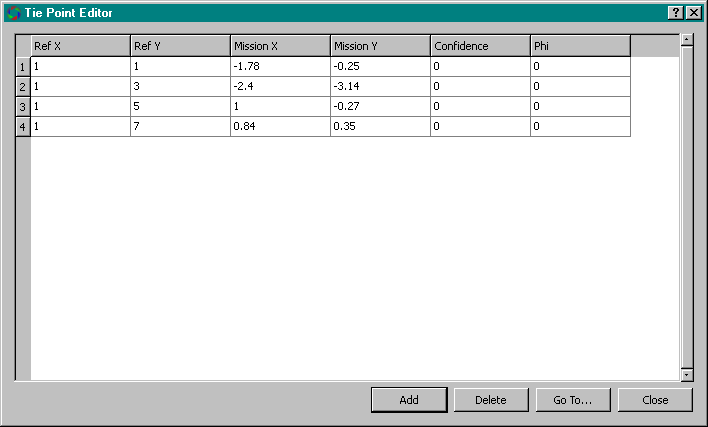 Tie Point Editor
Ref X Ref Y Mission X Mission Y Confidence Phi
1 1 1 -1.78 -0.25 0 0
2 1 3 -2.4 -3.14 0 0
3 1 5 1 -0.27 0 0
4 1 7 0.84 0.35 0 0
Add Delete Go To... Close